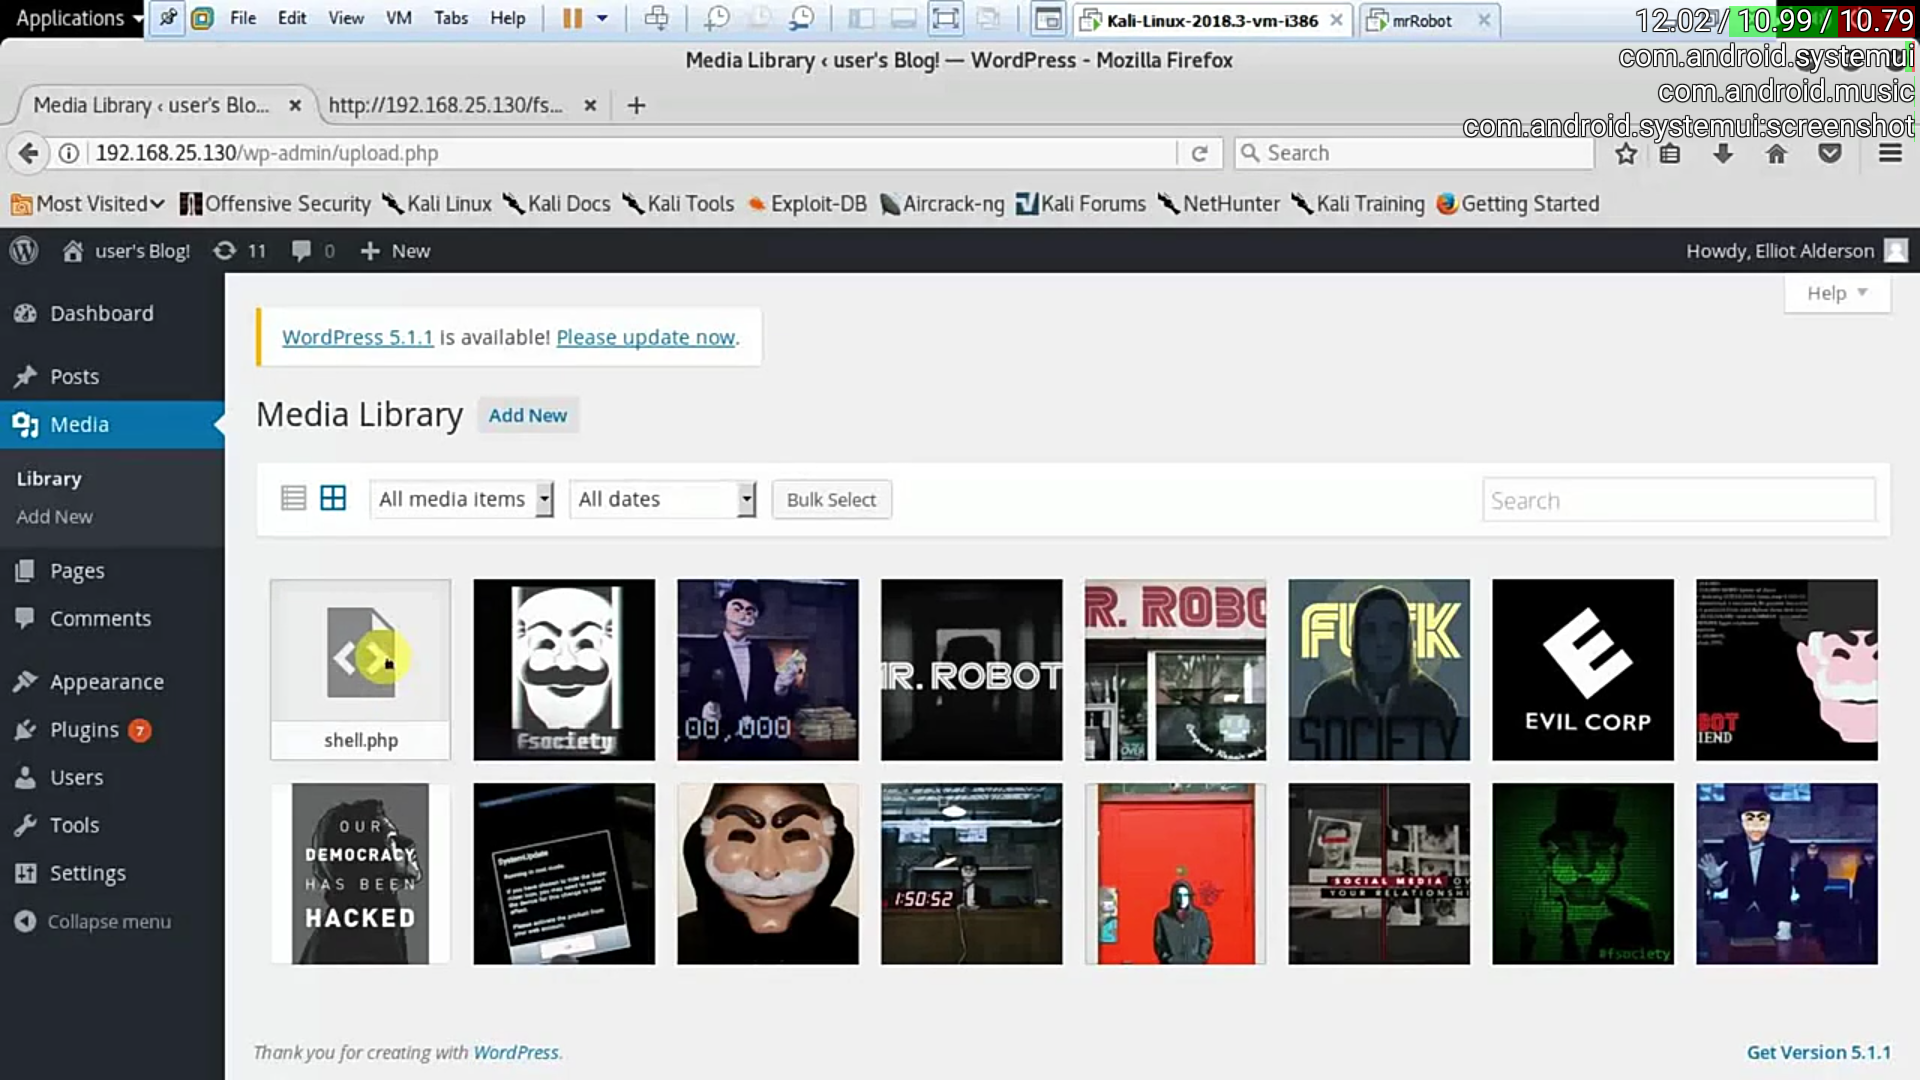 Applications
File Edit View VM Tabs Help
Kali-Linux-2018.3-vm-i386
mrRobot
12.02 / 10.99 / 10.79
com.android.systemui
com.android.music
com.android.systemui:screenshot
Media Library ‹ user's Blog! — WordPress - Mozilla Firefox
Media Library ‹ user's Blo...
http://192.168.25.130/fs...
192.168.25.130/wp-admin/upload.php
Search
Most Visited Offensive Security Kali Linux Kali Docs Kali Tools Exploit-DB Aircrack-ng Kali Forums NetHunter Kali Training Getting Started
user's Blog! 11 0 + New
Howdy, Elliot Alderson
Help
Dashboard
Posts
Media
Library
Add New
Pages
Comments
Appearance
Plugins 7
Users
Tools
Settings
Collapse menu
WordPress 5.1.1 is available! Please update now.
Media Library
Add New
All media items
All dates
Bulk Select
Search
shell.php
Fsociety
00,000
R. ROBOT
R. ROBO
SOCIETY
EVIL CORP
OUR
DEMOCRACY
HAS BEEN
HACKED
SystemUpdate
1:50:52
SOCIAL MEDIA
YOUR RELATIONSHI
#fsociety
Thank you for creating with WordPress.
Get Version 5.1.1